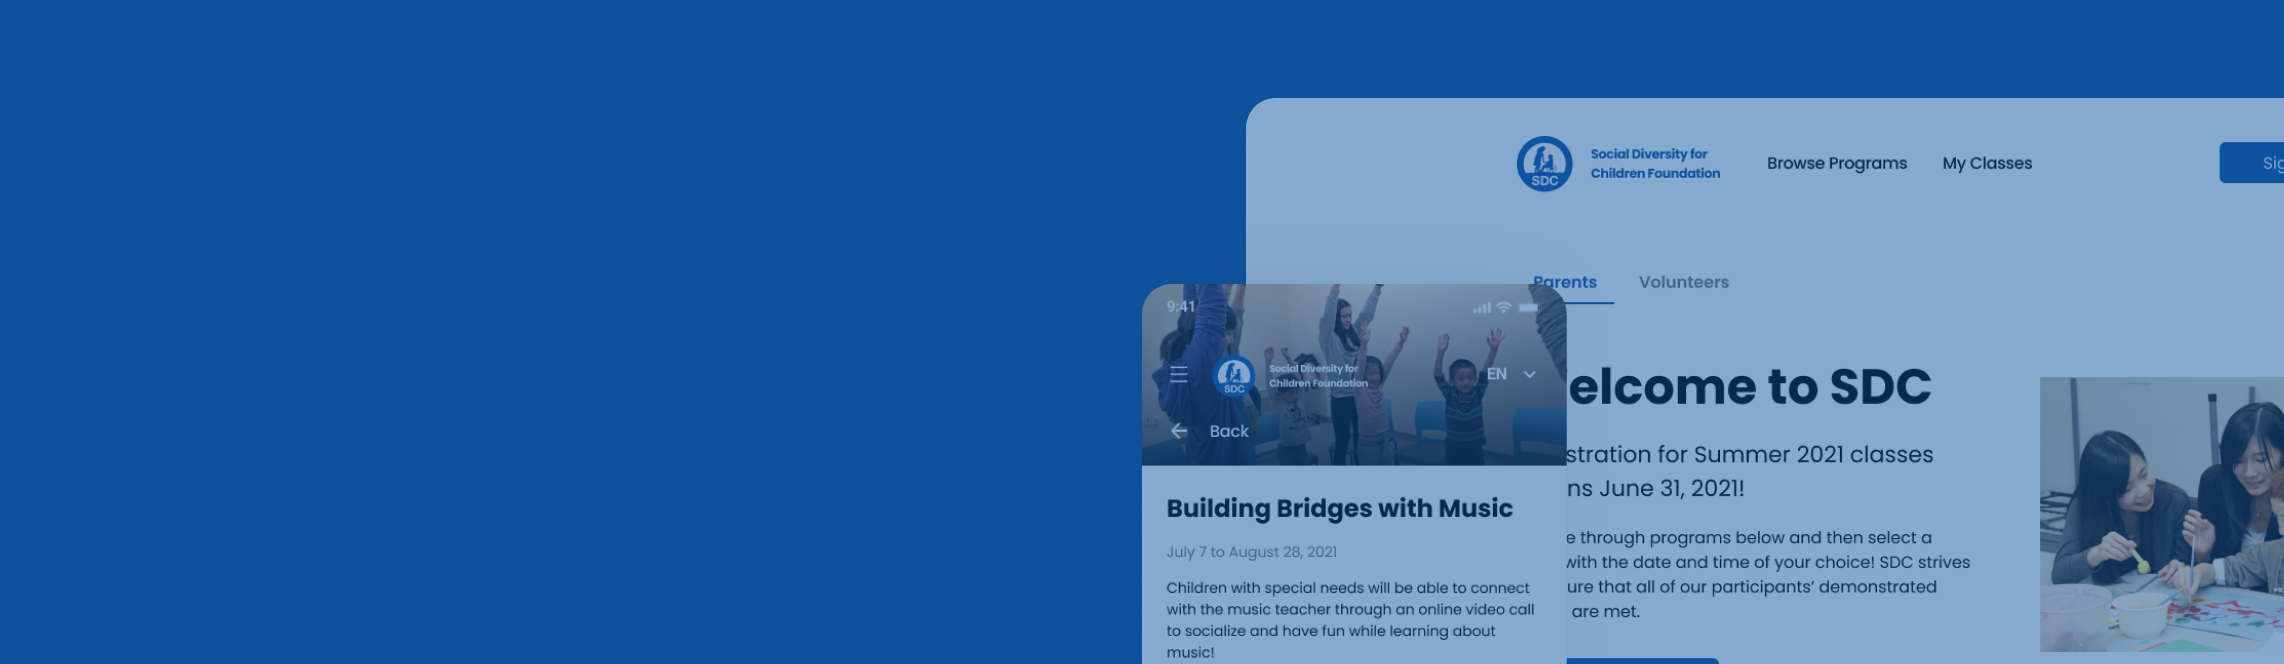 SDC
Social Diversity for
Children Foundation
Browse Programs
My Classes
Parents
Volunteers
elcome to SDC
stration for Summer 2021 classes
ns June 31, 2021!
e through programs below and then select a
with the date and time of your choice! SDC strives
ure that all of our participants’ demonstrated
are met.
9:41
SDC
Social Diversity for
Children Foundation
EN
Back
Building Bridges with Music
July 7 to August 28, 2021
Children with special needs will be able to connect
with the music teacher through an online video call
to socialize and have fun while learning about
music!